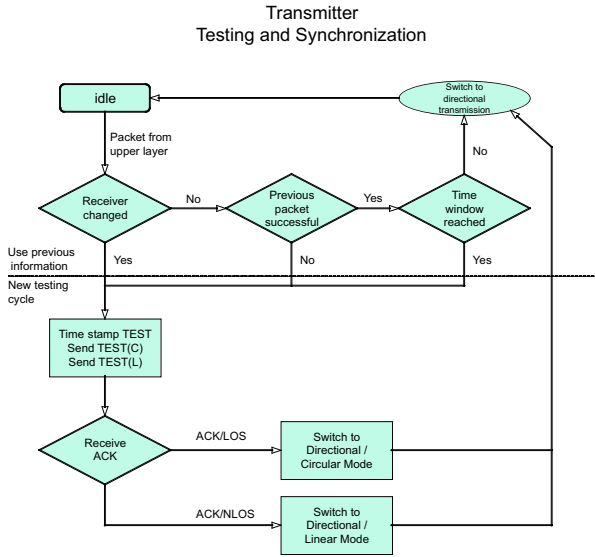 Transmitter
Testing and Synchronization
idle
Switch to
directional
transmission
Packet from
upper layer
No
Receiver
changed
No
Previous
packet
successful
Yes
Time
window
reached
Use previous
information
Yes
No
Yes
New testing
cycle
Time stamp TEST
Send TEST(C)
Send TEST(L)
Receive
ACK
ACK/LOS
Switch to
Directional /
Circular Mode
ACK/NLOS
Switch to
Directional /
Linear Mode